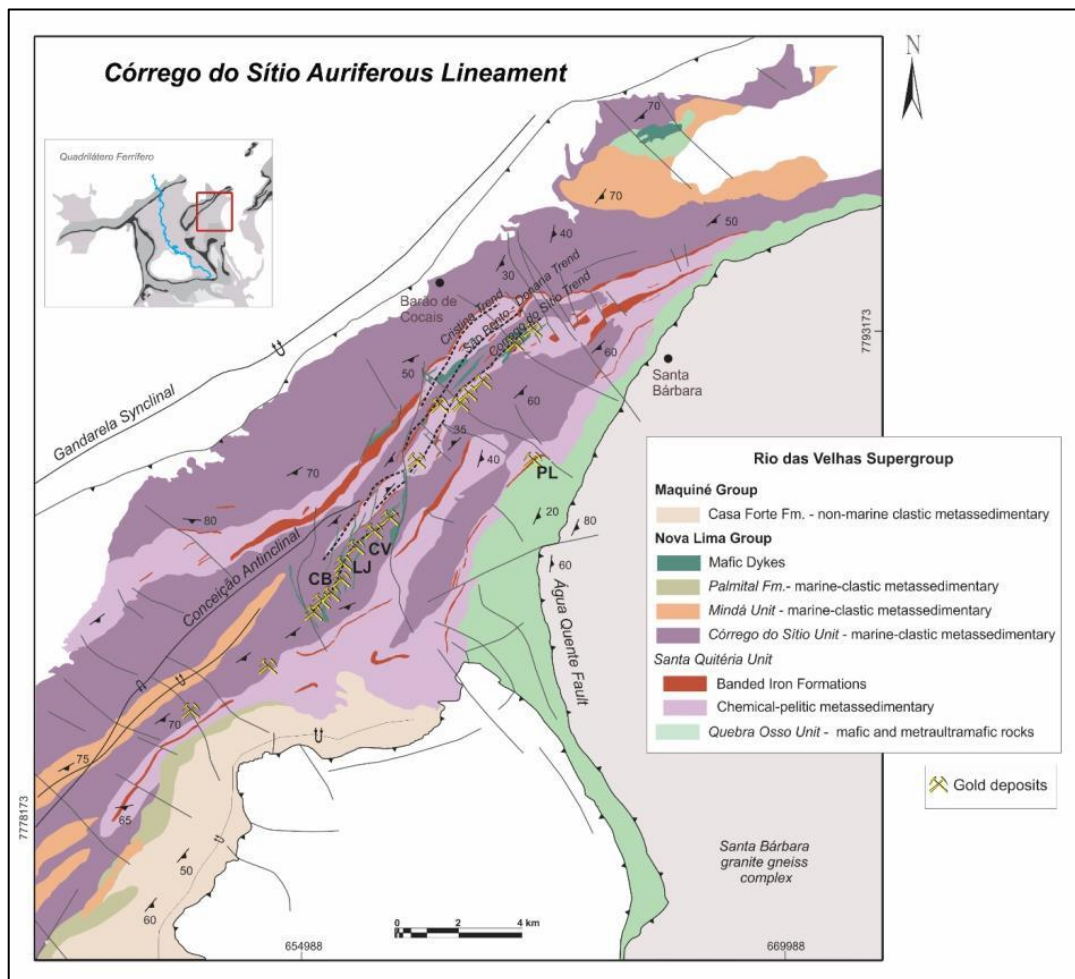 Córrego do Sítio Auriferous Lineament
N
Quadrilátero Ferrífero
70
70
50
40
30
Barão de
Cocais
Cristina Trend
São Bento - Donana Trend
Córrego do Sítio Trend
7793173
60
Santa
Bárbara
50
60
Gandarela Synclinal
35
40
70
PL
20
80
80
60
CV
LJ
CB
Conceição Antinclinal
Água Quente Fault
70
75
65
7778173
50
60
Rio das Velhas Supergroup
Maquiné Group
Casa Forte Fm. - non-marine clastic metassedimentary
Nova Lima Group
Mafic Dykes
Palmital Fm.- marine-clastic metassedimentary
Mindá Unit - marine-clastic metassedimentary
Córrego do Sítio Unit - marine-clastic metassedimentary
Santa Quitéria Unit
Banded Iron Formations
Chemical-pelitic metassedimentary
Quebra Osso Unit - mafic and metraultramafic rocks
Gold deposits
Santa Bárbara
granite gneiss
complex
0 2 4 km
654988
669988